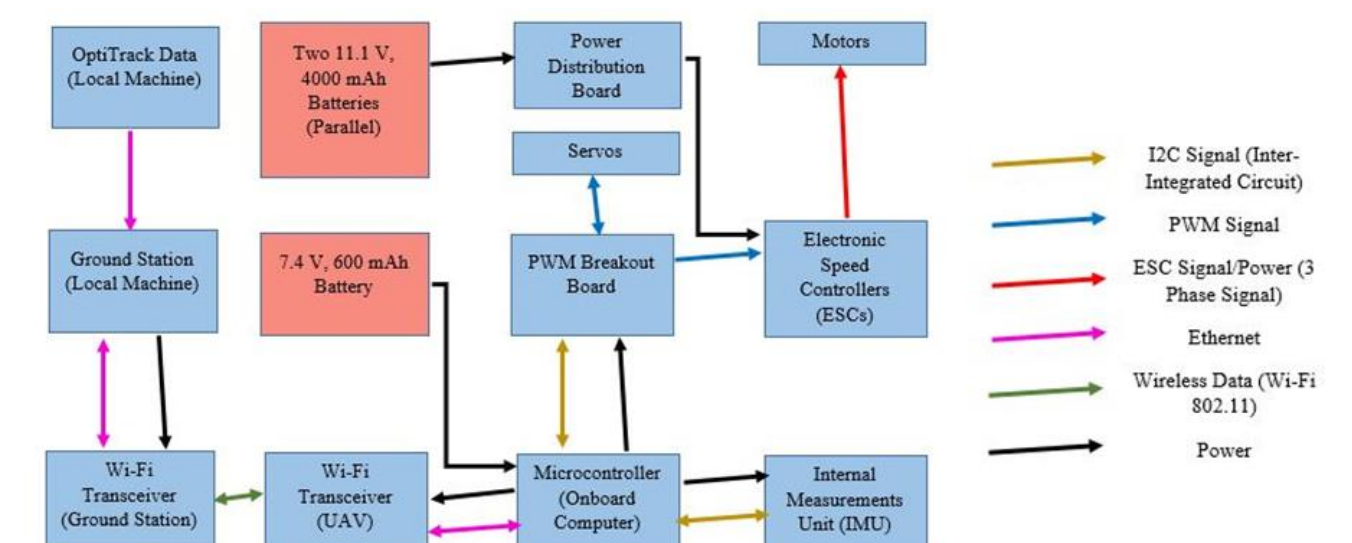 OptiTrack Data
(Local Machine)
Two 11.1 V,
4000 mAh
Batteries
(Parallel)
Power
Distribution
Board
Motors
Servos
Ground Station
(Local Machine)
7.4 V, 600 mAh
Battery
PWM Breakout
Board
Electronic
Speed
Controllers
(ESCs)
Wi-Fi
Transceiver
(Ground Station)
Wi-Fi
Transceiver
(UAV)
Microcontroller
(Onboard
Computer)
Internal
Measurements
Unit (IMU)
I2C Signal (Inter-
Integrated Circuit)
PWM Signal
ESC Signal/Power (3
Phase Signal)
Ethernet
Wireless Data (Wi-Fi
802.11)
Power